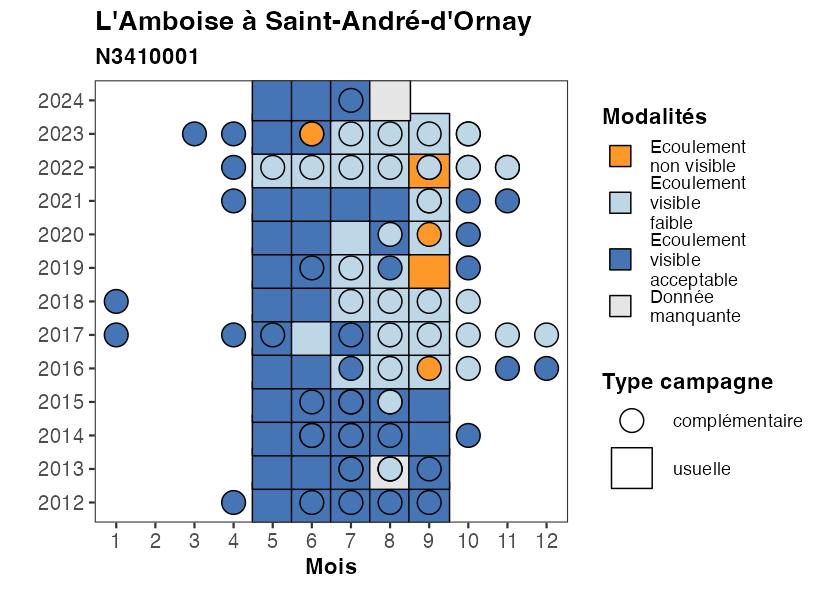 L'Amboise à Saint-André-d'Ornay
N3410001
2024
2023
2022
2021
2020
2019
2018
2017
2016
2015
2014
2013
2012
1 2 3 4 5 6 7 8 9 10 11 12
Mois
Modalités
Ecoulement
non visible
Ecoulement
visible
faible
Ecoulement
visible
acceptable
Donnée
manquante
Type campagne
complémentaire
usuelle